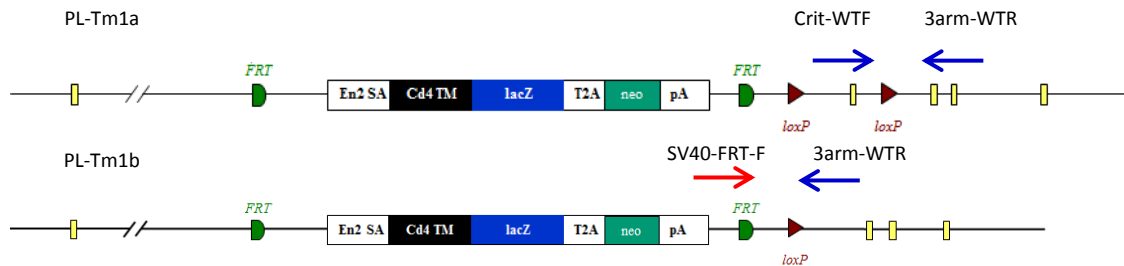 PL-Tm1a Crit-WTF 3arm-WTR
FRT FRT
En2 SA Cd4 TM lacZ T2A neo pA
loxP loxP
PL-Tm1b SV40-FRT-F 3arm-WTR
FRT FRT
En2 SA Cd4 TM lacZ T2A neo pA
loxP